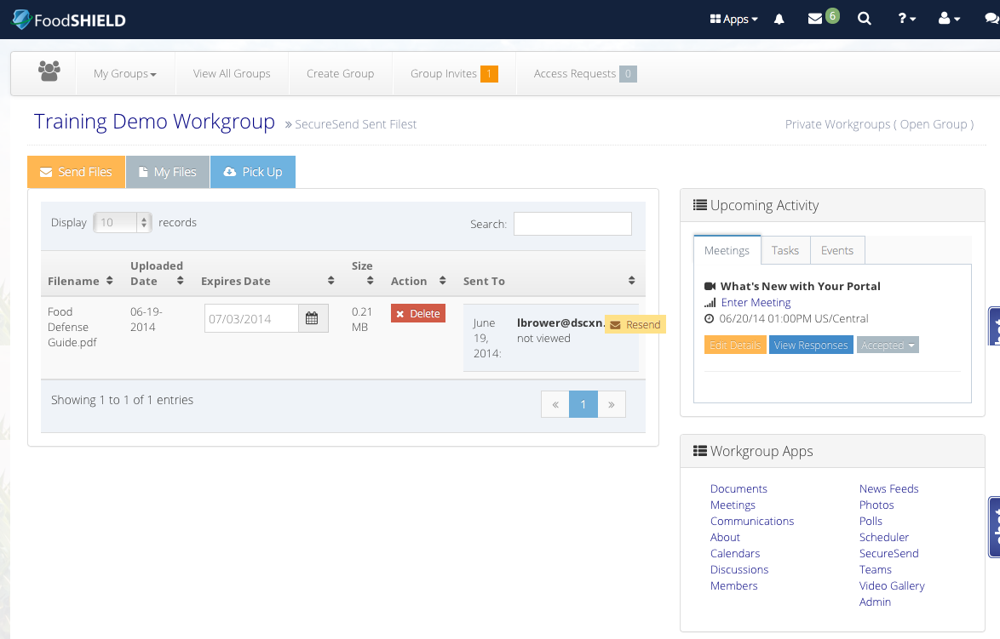 FoodSHIELD
Apps
6
?
My Groups
View All Groups
Create Group
Group Invites 1
Access Requests 0
Training Demo Workgroup » SecureSend Sent Filest
Private Workgroups ( Open Group )
Send Files
My Files
Pick Up
Display 10 records
Search:
Filename
Uploaded
Date
Expires Date
Size
Action
Sent To
Food
Defense
Guide.pdf
06-19-
2014
07/03/2014
0.21
MB
Delete
June
19,
2014:
lbrower@dscxn.
not viewed
Resend
Showing 1 to 1 of 1 entries
« 1 »
Upcoming Activity
Meetings
Tasks
Events
What's New with Your Portal
Enter Meeting
06/20/14 01:00PM US/Central
Edit Details
View Responses
Accepted
Workgroup Apps
Documents
Meetings
Communications
About
Calendars
Discussions
Members
News Feeds
Photos
Polls
Scheduler
SecureSend
Teams
Video Gallery
Admin